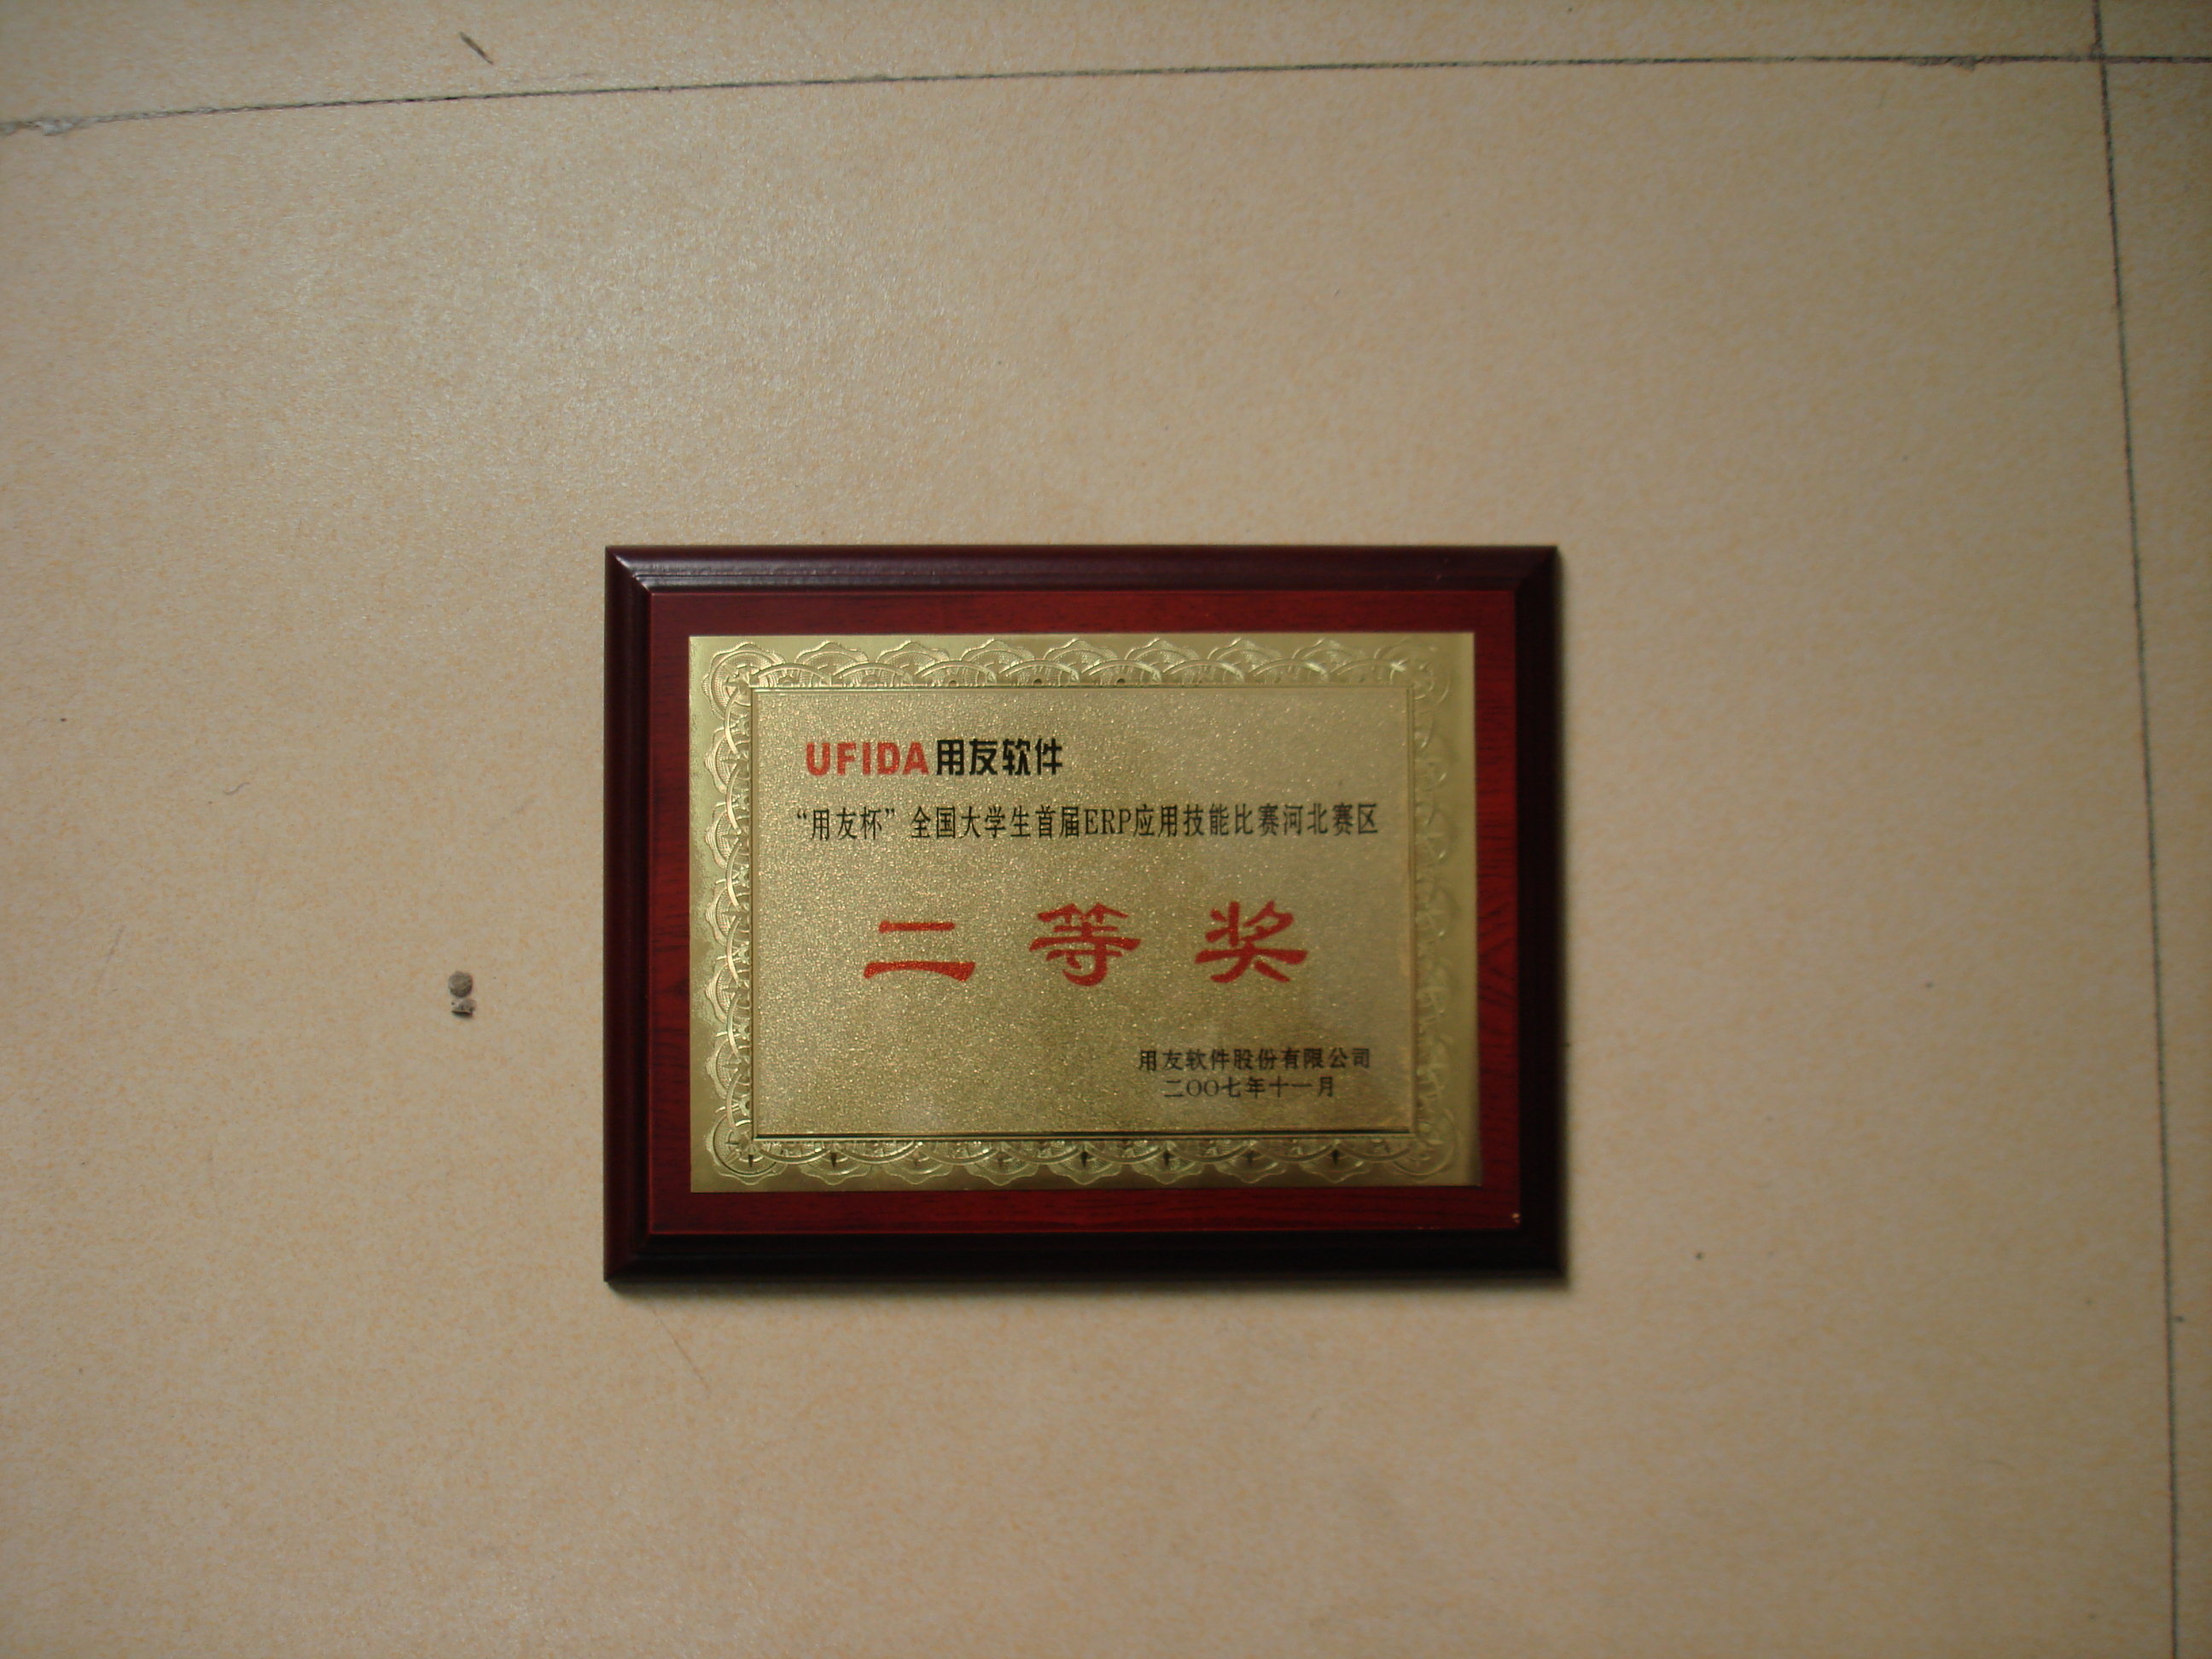 UFIDA用友软件
“用友杯”全国大学生首届ERP应用技能比赛河北赛区
二等奖
用友软件股份有限公司
二〇〇七年十一月